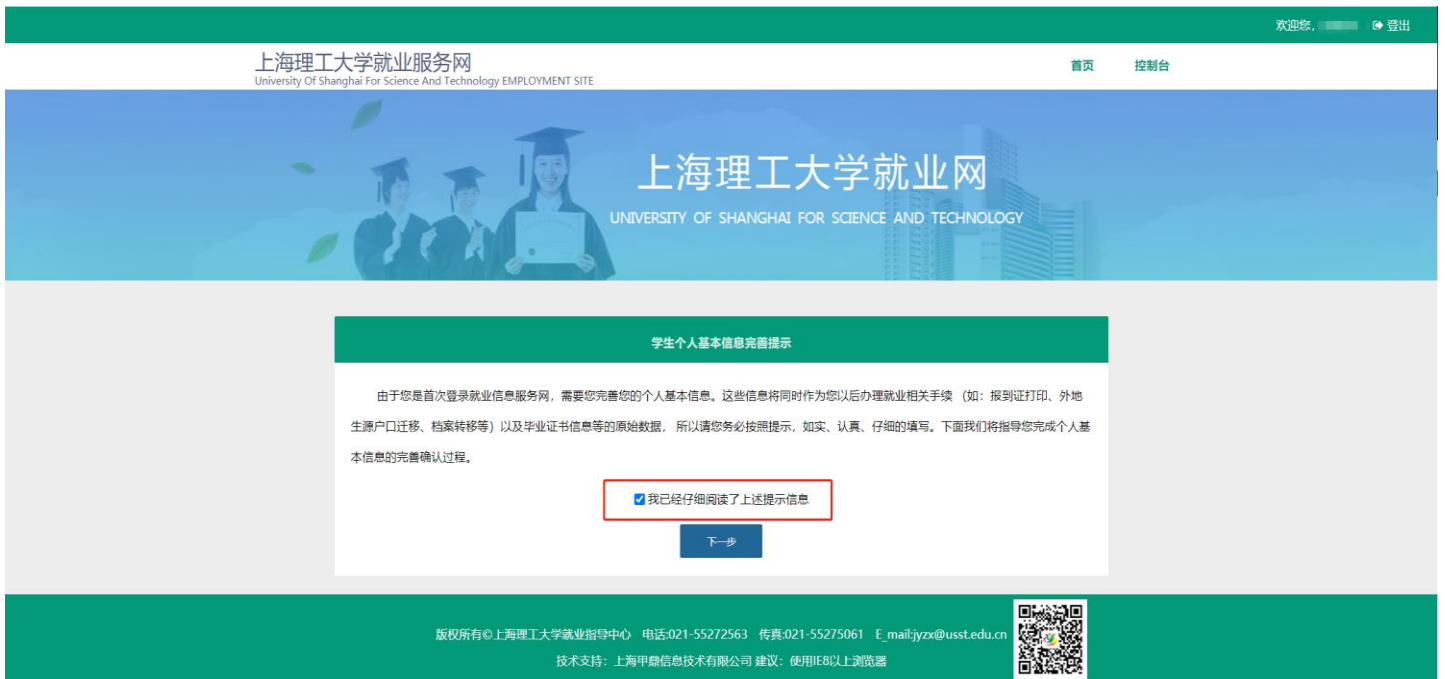 欢迎您, 登出
上海理工大学就业服务网
University Of Shanghai For Science And Technology EMPLOYMENT SITE
首页 控制台
上海理工大学就业网
UNIVERSITY OF SHANGHAI FOR SCIENCE AND TECHNOLOGY
学生个人基本信息完善提示
由于您是首次登录就业信息服务网，需要您完善您的个人基本信息。这些信息将同时作为您以后办理就业相关手续 （如：报到证打印、外地
生源户口迁移、档案转移等）以及毕业证书信息等的原始数据， 所以请您务必按照提示，如实、认真、仔细的填写。下面我们将指导您完成个人基
本信息的完善确认过程。
我已经仔细阅读了上述提示信息
下一步
版权所有©上海理工大学就业指导中心 电话:021-55272563 传真:021-55275061 E_mail:jyzx@usst.edu.cn
技术支持：上海甲鼎信息技术有限公司 建议：使用IE8以上浏览器